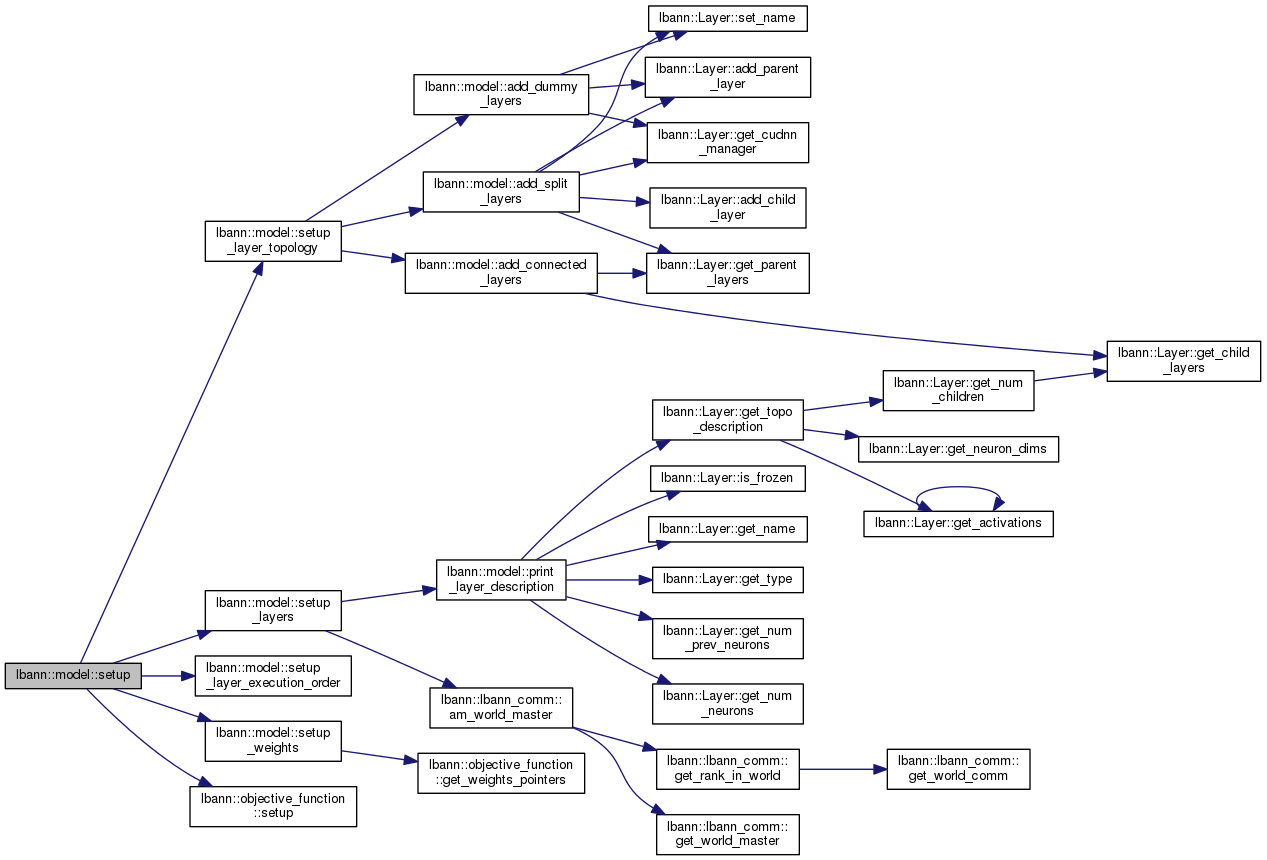 lbann::model::setup
lbann::model::setup
_layer_topology
lbann::model::setup
_layers
lbann::model::setup
_layer_execution_order
lbann::model::setup
_weights
lbann::objective_function
::setup
lbann::model::add_dummy
_layers
lbann::model::add_split
_layers
lbann::model::add_connected
_layers
lbann::model::print
_layer_description
lbann::lbann_comm::
am_world_master
lbann::objective_function
::get_weights_pointers
lbann::Layer::set_name
lbann::Layer::add_parent
_layer
lbann::Layer::get_cudnn
_manager
lbann::Layer::add_child
_layer
lbann::Layer::get_parent
_layers
lbann::Layer::get_topo
_description
lbann::Layer::is_frozen
lbann::Layer::get_name
lbann::Layer::get_type
lbann::Layer::get_num
_prev_neurons
lbann::Layer::get_num
_neurons
lbann::lbann_comm::
get_rank_in_world
lbann::lbann_comm::
get_world_master
lbann::Layer::get_num
_children
lbann::Layer::get_neuron_dims
lbann::Layer::get_activations
lbann::lbann_comm::
get_world_comm
lbann::Layer::get_child
_layers